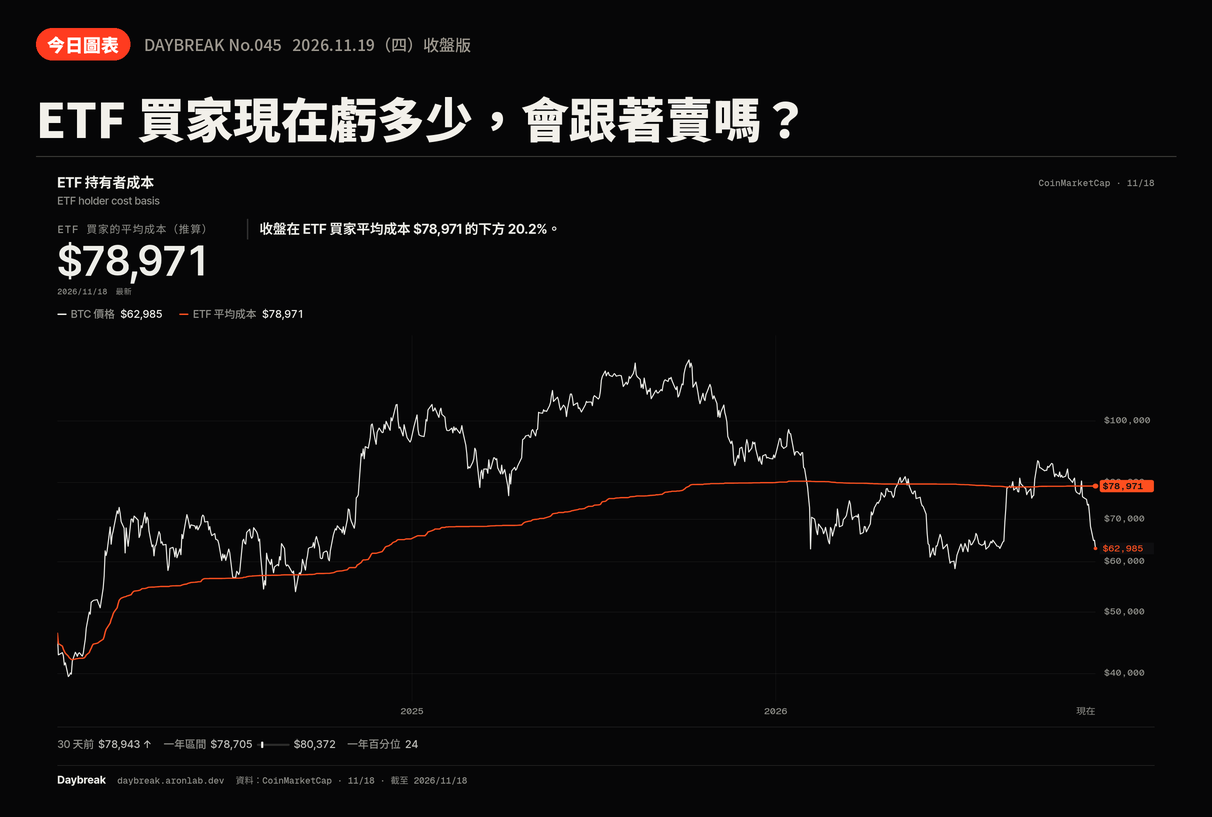 今日圖表 DAYBREAK No.045 2026.11.19（四）收盤版
ETF 買家現在虧多少，會跟著賣嗎？
ETF 持有者成本
CoinMarketCap · 11/18
ETF holder cost basis
ETF 買家的平均成本（推算）
收盤在 ETF 買家平均成本 $78,971 的下方 20.2%。
$78,971
2026/11/18 最新
BTC 價格 $62,985 ETF 平均成本 $78,971
$100,000
$78,971
$70,000
$62,985
$60,000
$50,000
$40,000
2025 2026 現在
30 天前 $78,943 ↑ 一年區間 $78,705 $80,372 一年百分位 24
Daybreak daybreak.aronlab.dev 資料：CoinMarketCap · 11/18 · 截至 2026/11/18